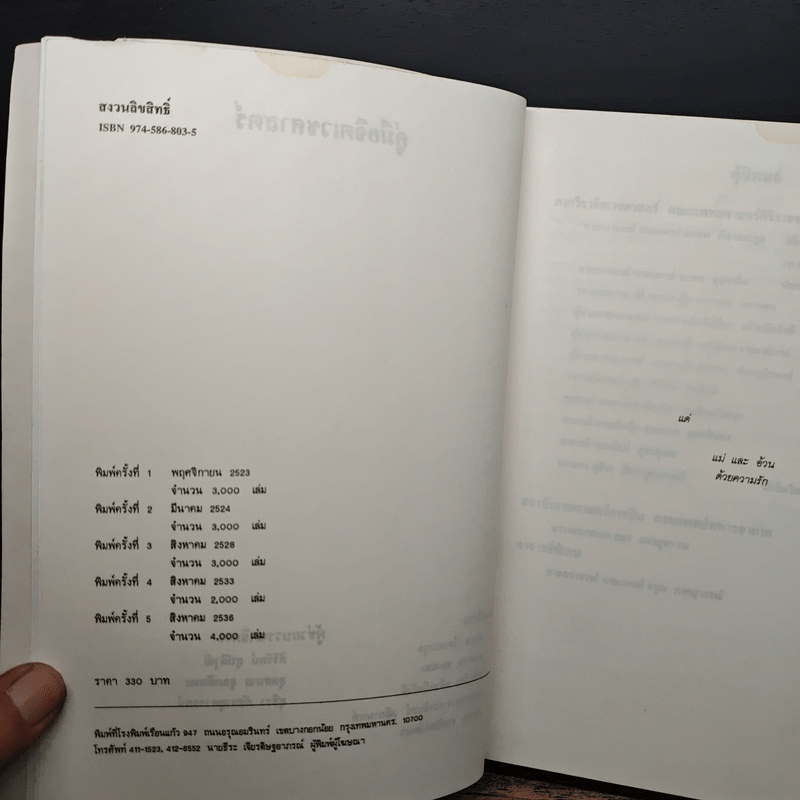 สงวนลิขสิทธิ์
ISBN 974-586-803-5
พิมพ์ครั้งที่ 1 พฤศจิกายน 2523
จำนวน 3,000 เล่ม
พิมพ์ครั้งที่ 2 มีนาคม 2524
จำนวน 3,000 เล่ม
พิมพ์ครั้งที่ 3 สิงหาคม 2528
จำนวน 3,000 เล่ม
พิมพ์ครั้งที่ 4 สิงหาคม 2533
จำนวน 2,000 เล่ม
พิมพ์ครั้งที่ 5 สิงหาคม 2536
จำนวน 4,000 เล่ม
ราคา 330 บาท
พิมพ์ที่โรงพิมพ์เรือนแก้ว 947 ถนนอรุณอมรินทร์ เขตบางกอกน้อย กรุงเทพมหานคร. 10700
โทรศัพท์ 411-1523, 412-6552 นายธีระ เจียรดิษฐอาภรณ์ ผู้พิมพ์ผู้โฆษณา
แด่
แม่ และ อ้วน
ด้วยความรัก